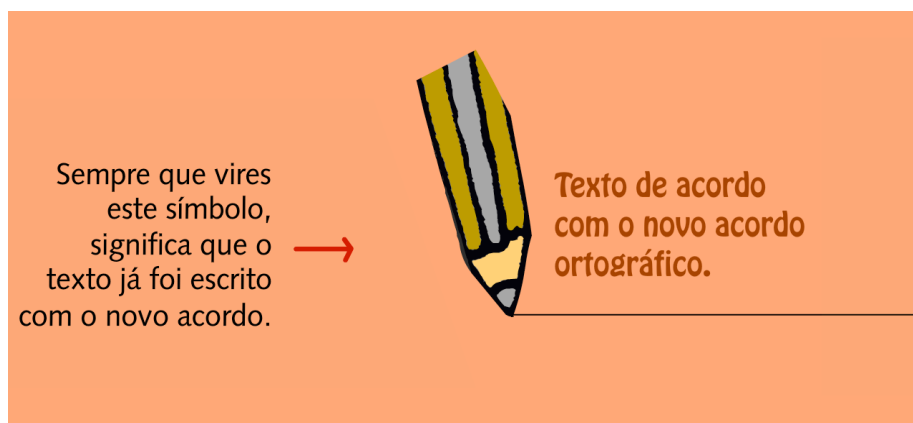 Sempre que vires
este símbolo,
significa que o
texto já foi escrito
com o novo acordo.
Texto de acordo
com o novo acordo
ortográfico.